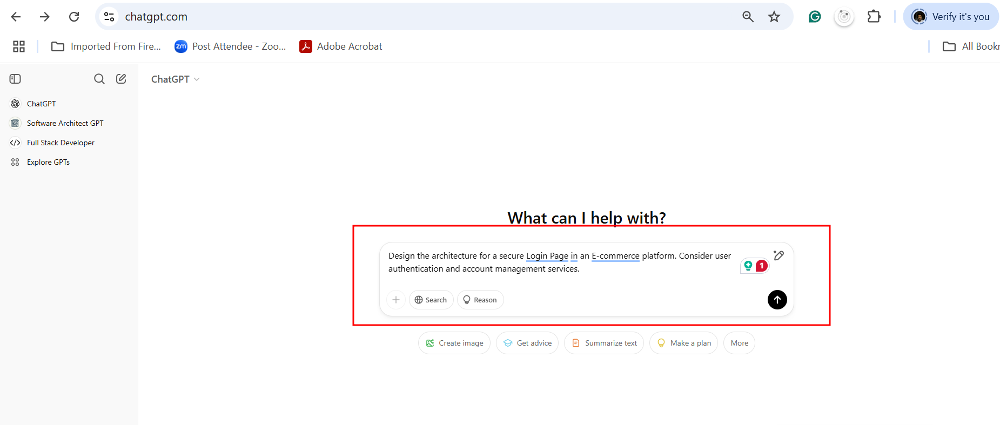 chatgpt.com
Verify it's you
Imported From Fire...
zm
Post Attendee - Zoo...
Adobe Acrobat
All Bookr
ChatGPT
ChatGPT
Software Architect GPT
Full Stack Developer
Explore GPTs
What can I help with?
Design the architecture for a secure Login Page in an E-commerce platform. Consider user
authentication and account management services.
1
Search
Reason
Create image
Get advice
Summarize text
Make a plan
More